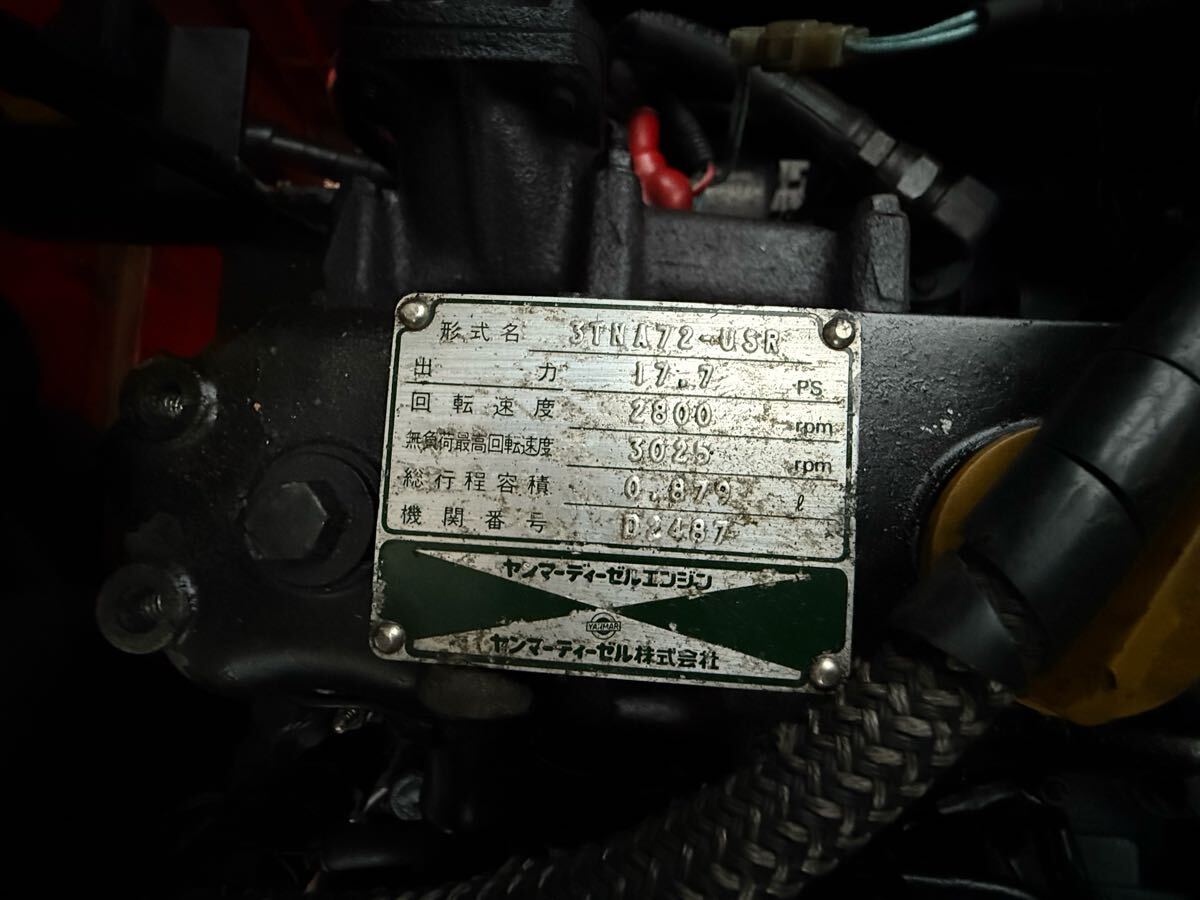 形式名 3TNA72-USR
出力 17.7 PS
回転速度 2800 rpm
無負荷最高回転速度 3025 rpm
総行程容積 0.879 ℓ
機関番号 D2487
ヤンマーディーゼルエンジン
YANMAR
ヤンマーディーゼル株式会社